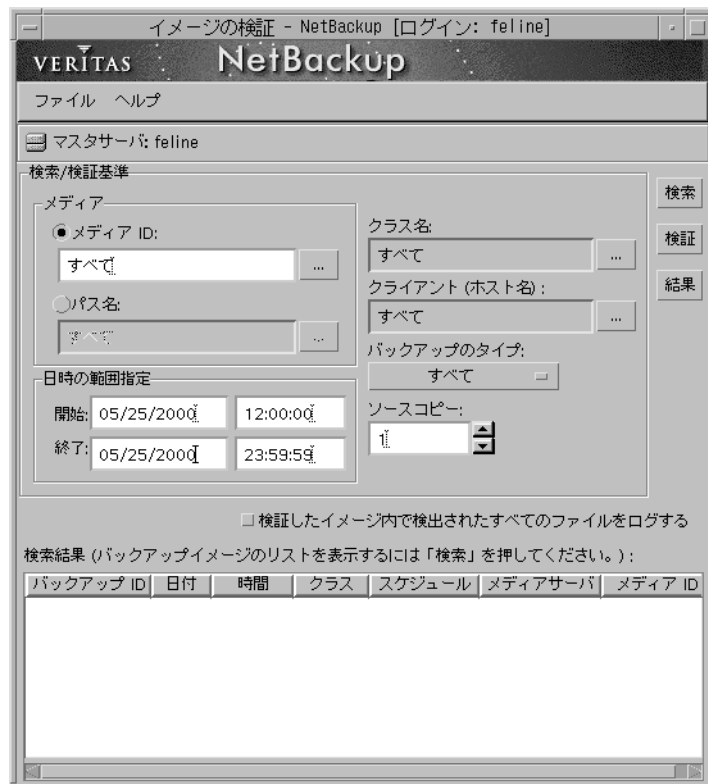 イメージの検証 - NetBackup [ログイン: feline]
VERITAS NetBackup
ファイル ヘルプ
マスタサーバ: feline
検索/検証基準
メディア
メディア ID:
すべて
...
パス名:
すべて
...
日時の範囲指定
開始: 05/25/2000 12:00:00
終了: 05/25/2000 23:59:59
クラス名:
すべて
...
クライアント (ホスト名) :
すべて
...
バックアップのタイプ:
すべて
ソースコピー:
1
検索
検証
結果
検証したイメージ内で検出されたすべてのファイルをログする
検索結果 (バックアップイメージのリストを表示するには「検索」を押してください。) :
バックアップ ID 日付 時間 クラス スケジュール メディアサーバ メディア ID